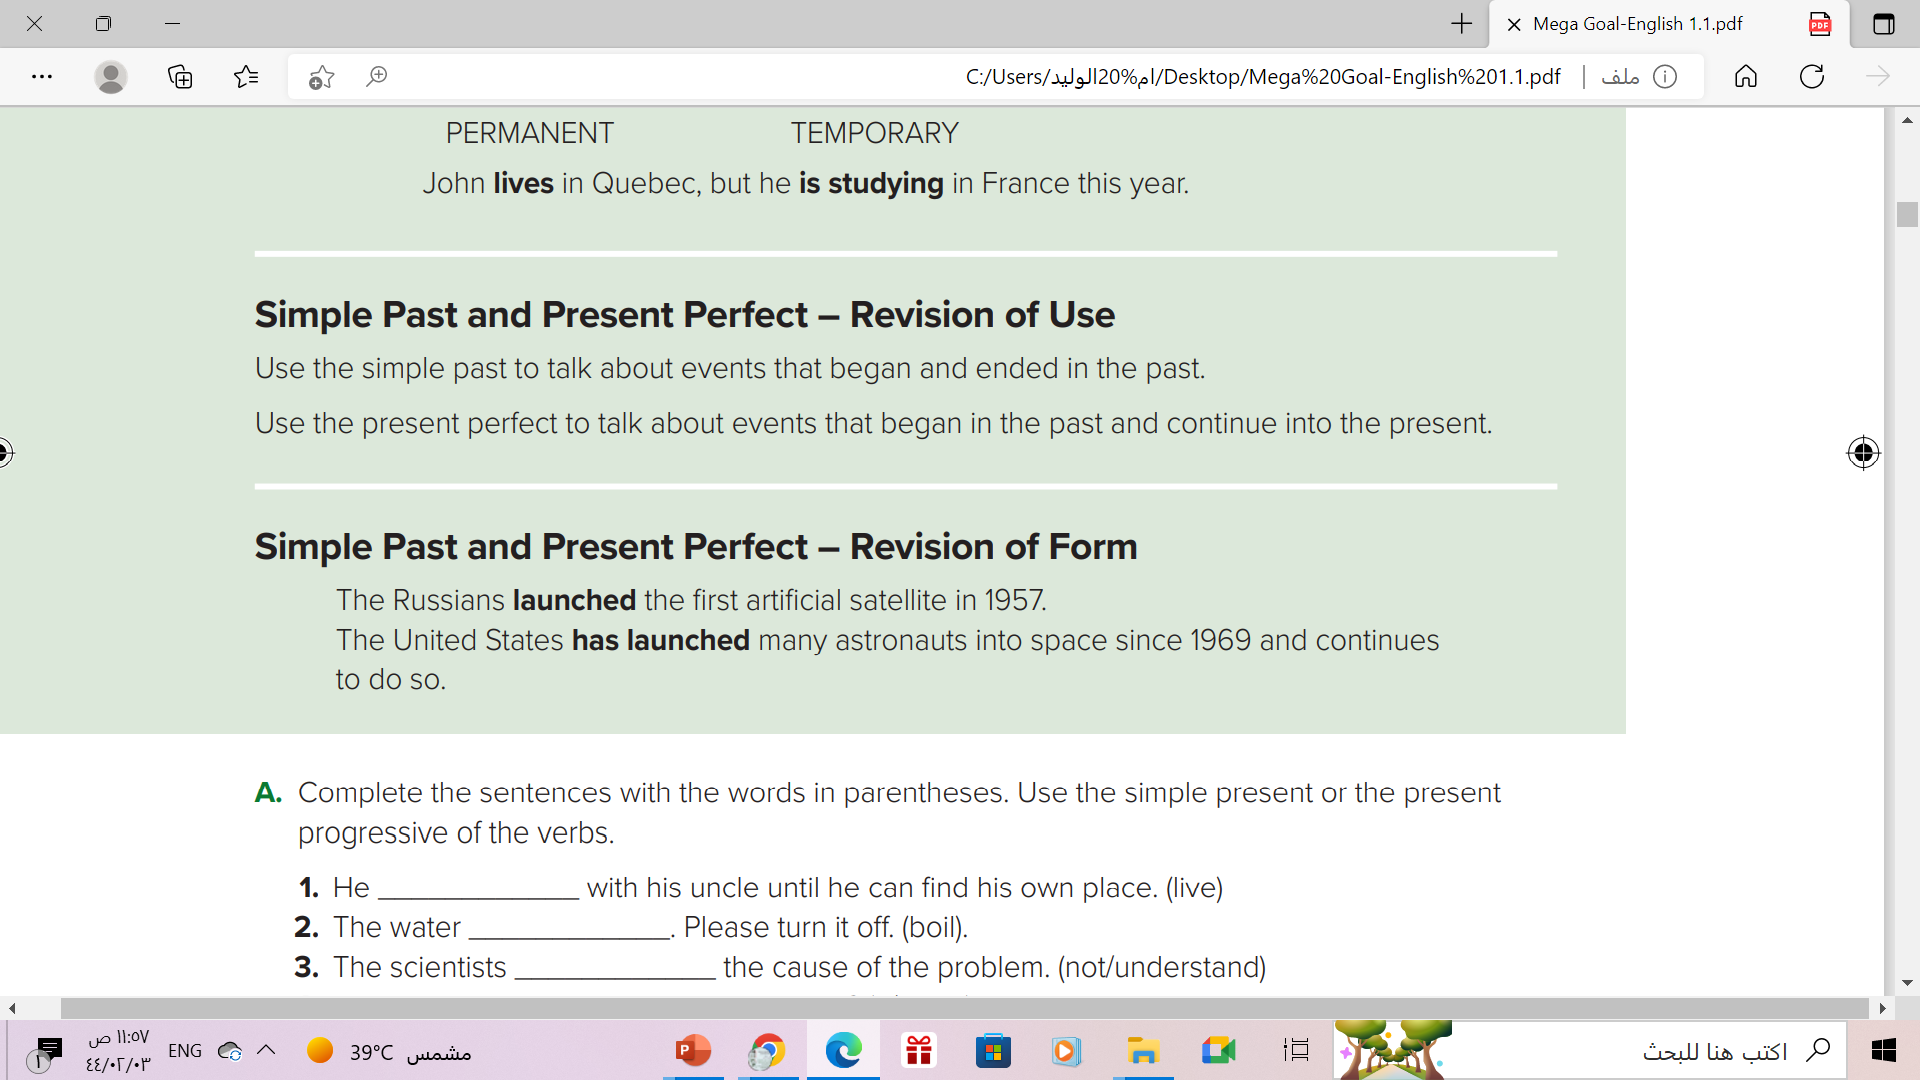 Mega Goal-English 1.1.pdf
C:/Users/ام%20الوليد/Desktop/Mega%20Goal-English%201.1.pdf
ملف
PERMANENT TEMPORARY
John lives in Quebec, but he is studying in France this year.
Simple Past and Present Perfect – Revision of Use
Use the simple past to talk about events that began and ended in the past.
Use the present perfect to talk about events that began in the past and continue into the present.
Simple Past and Present Perfect – Revision of Form
The Russians launched the first artificial satellite in 1957.
The United States has launched many astronauts into space since 1969 and continues
to do so.
A. Complete the sentences with the words in parentheses. Use the simple present or the present
progressive of the verbs.
1. He _____________ with his uncle until he can find his own place. (live)
2. The water _____________. Please turn it off. (boil).
3. The scientists _____________ the cause of the problem. (not/understand)
١١:٥٧ ص
٤٤/٠٢/٠٣
ENG
39°C مشمس
اكتب هنا للبحث